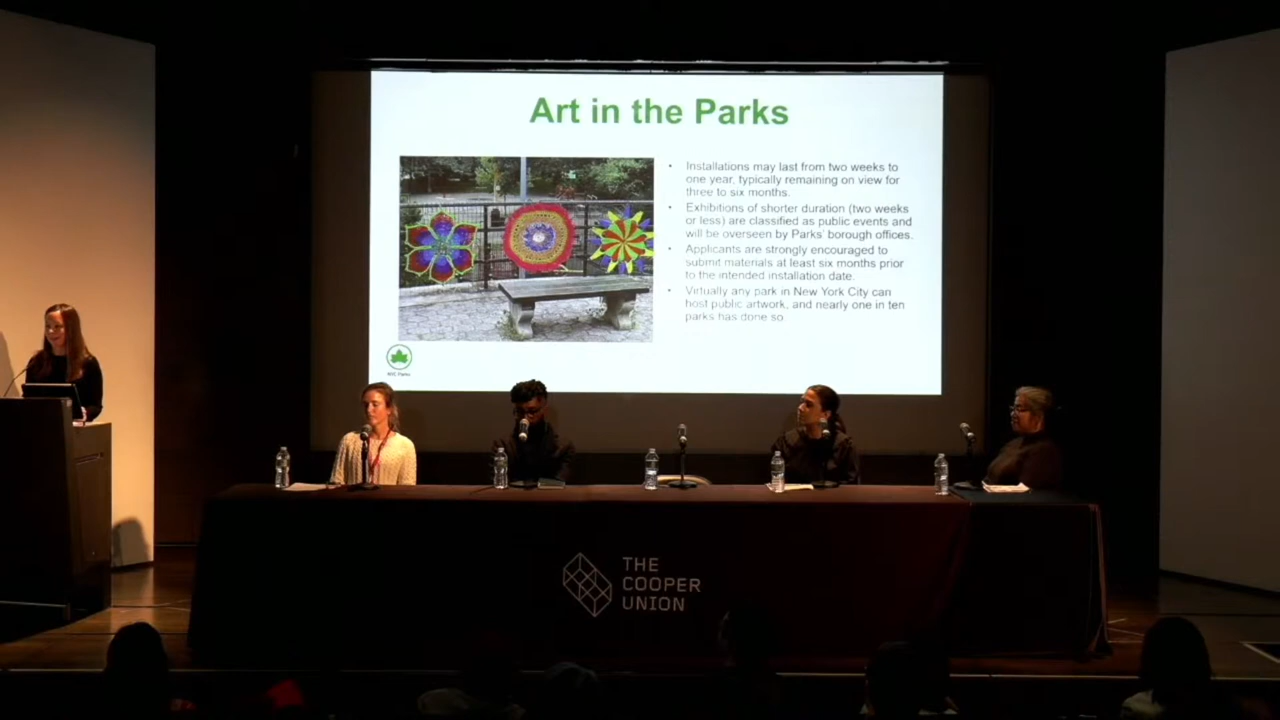 Art in the Parks
• Installations may last from two weeks to
one year, typically remaining on view for
three to six months.
• Exhibitions of shorter duration (two weeks
or less) are classified as public events and
will be overseen by Parks' borough offices.
• Applicants are strongly encouraged to
submit materials at least six months prior
to the intended installation date.
• Virtually any park in New York City can
host public artwork, and nearly one in ten
parks has done so.
NYC Parks
THE
COOPER
UNION